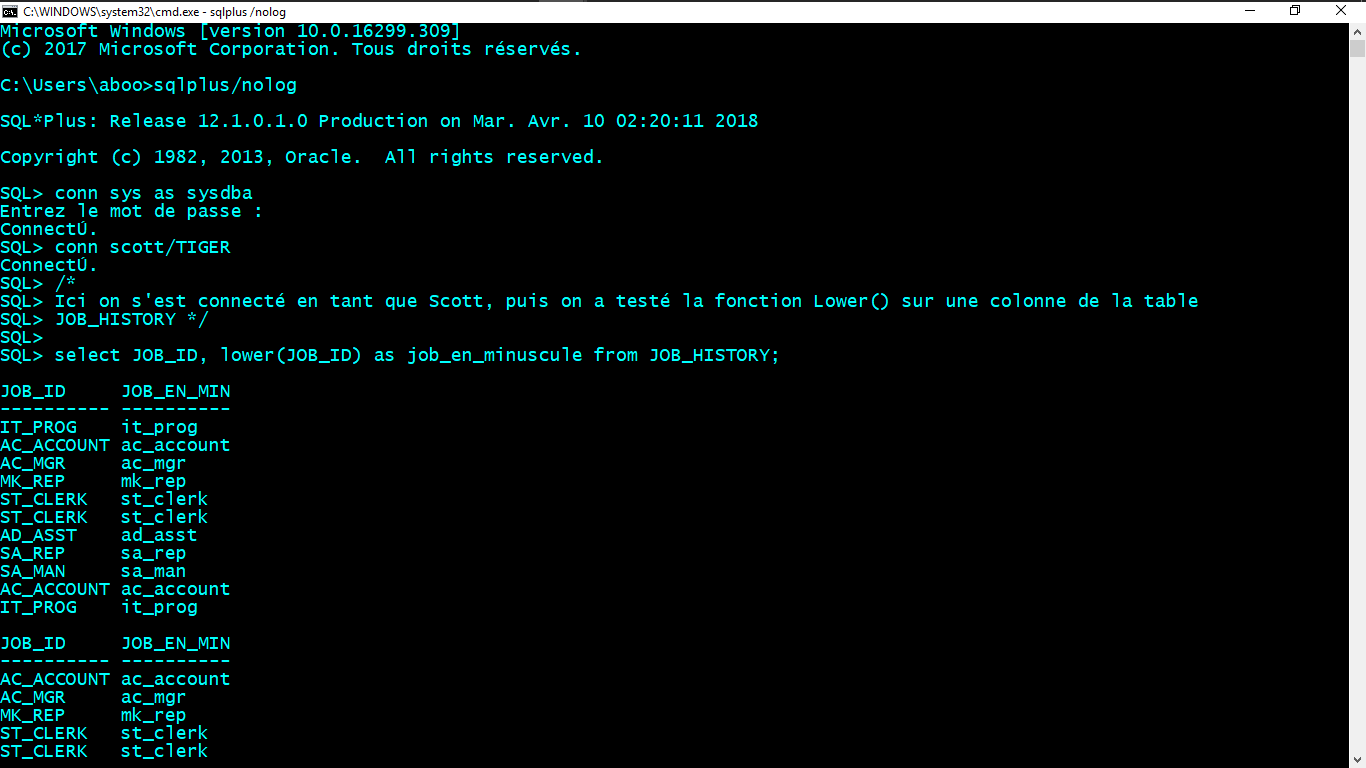 C:\WINDOWS\system32\cmd.exe - sqlplus /nolog
Microsoft Windows [version 10.0.16299.309]
(c) 2017 Microsoft Corporation. Tous droits réservés.
C:\Users\aboo>sqlplus/nolog
SQL*Plus: Release 12.1.0.1.0 Production on Mar. Avr. 10 02:20:11 2018
Copyright (c) 1982, 2013, Oracle.  All rights reserved.
SQL> conn sys as sysdba
Entrez le mot de passe :
ConnectÚ.
SQL> conn scott/TIGER
ConnectÚ.
SQL> /*
SQL> Ici on s'est connecté en tant que Scott, puis on a testé la fonction Lower() sur une colonne de la table
SQL> JOB_HISTORY */
SQL>
SQL> select JOB_ID, lower(JOB_ID) as job_en_minuscule from JOB_HISTORY;
JOB_ID     JOB_EN_MIN
---------- ----------
IT_PROG    it_prog
AC_ACCOUNT ac_account
AC_MGR     ac_mgr
MK_REP     mk_rep
ST_CLERK   st_clerk
ST_CLERK   st_clerk
AD_ASST    ad_asst
SA_REP     sa_rep
SA_MAN     sa_man
AC_ACCOUNT ac_account
IT_PROG    it_prog
JOB_ID     JOB_EN_MIN
---------- ----------
AC_ACCOUNT ac_account
AC_MGR     ac_mgr
MK_REP     mk_rep
ST_CLERK   st_clerk
ST_CLERK   st_clerk